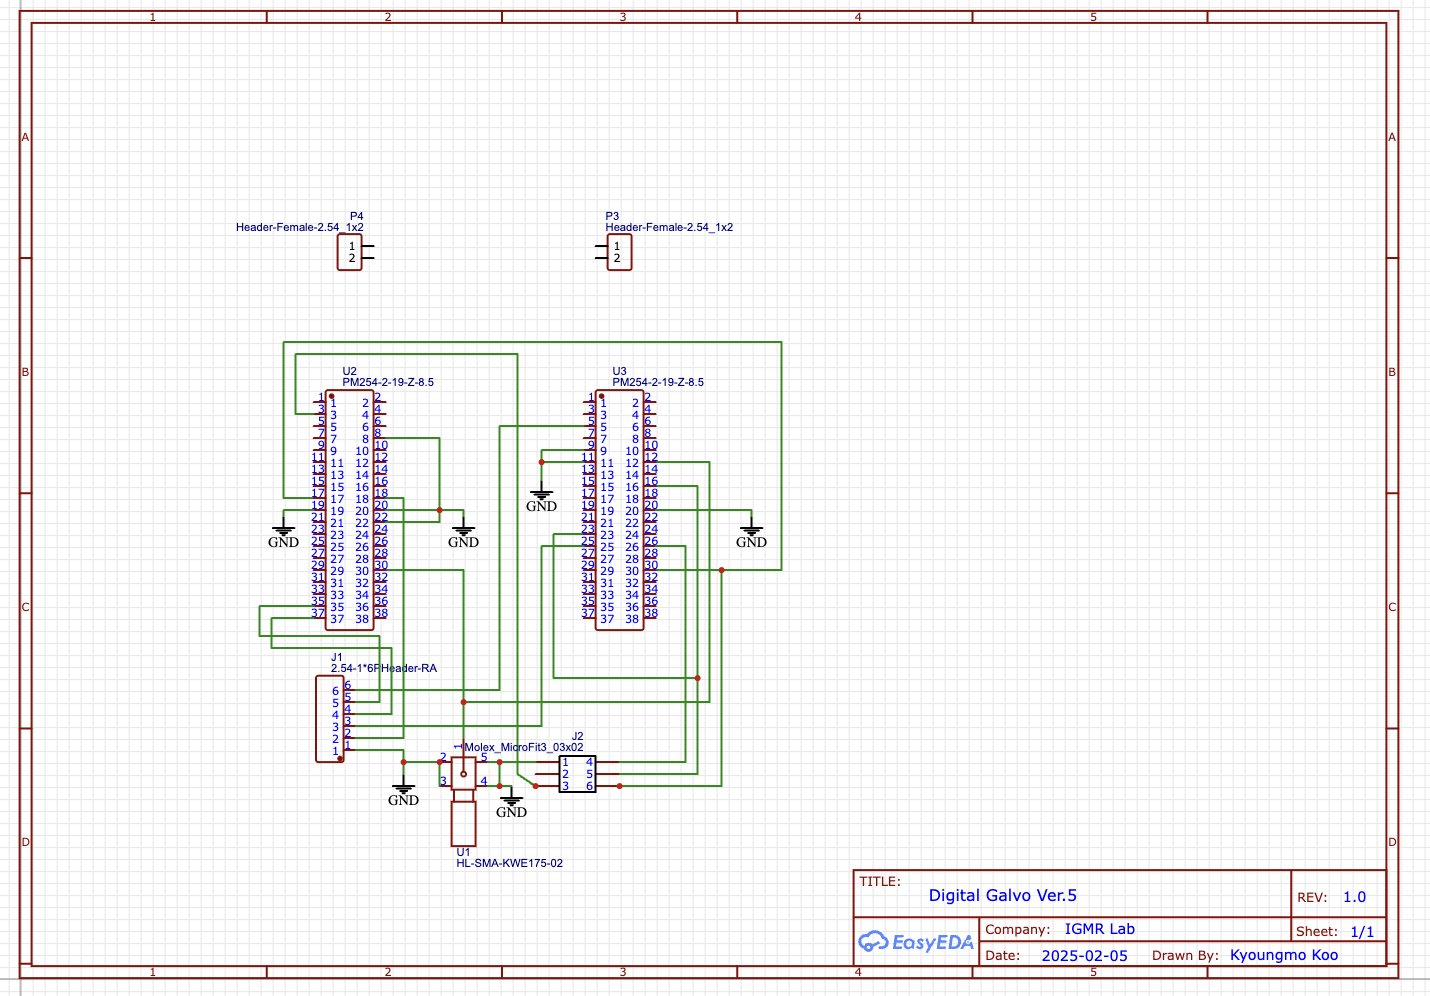 1 2 3 4 5
A A
P4
Header-Female-2.54_1x2
1
2
P3
Header-Female-2.54_1x2
1
2
B B
U2
PM254-2-19-Z-8.5
1 1 2 2
3 3 4 4
5 5 6 6
7 7 8 8
9 9 10 10
11 11 12 12
13 13 14 14
15 15 16 16
17 17 18 18
19 19 20 20
21 21 22 22
23 23 24 24
25 25 26 26
27 27 28 28
29 29 30 30
31 31 32 32
33 33 34 34
35 35 36 36
37 37 38 38
GND
GND
U3
PM254-2-19-Z-8.5
1 1 2 2
3 3 4 4
5 5 6 6
7 7 8 8
9 9 10 10
11 11 12 12
13 13 14 14
15 15 16 16
17 17 18 18
19 19 20 20
21 21 22 22
23 23 24 24
25 25 26 26
27 27 28 28
29 29 30 30
31 31 32 32
33 33 34 34
35 35 36 36
37 37 38 38
GND
GND
C C
J1
2.54-1*6PHeader-RA
6 6
5 5
4 4
3 3
2 2
1 1
GND
J2
Molex_MicroFit3_03x02
1 4
2 5
3 6
1
2 5
3 4
GND
U1
HL-SMA-KWE175-02
D D
TITLE:
Digital Galvo Ver.5
REV: 1.0
EasyEDA
Company: IGMR Lab
Sheet: 1/1
Date: 2025-02-05 Drawn By: Kyoungmo Koo
1 2 3 4 5